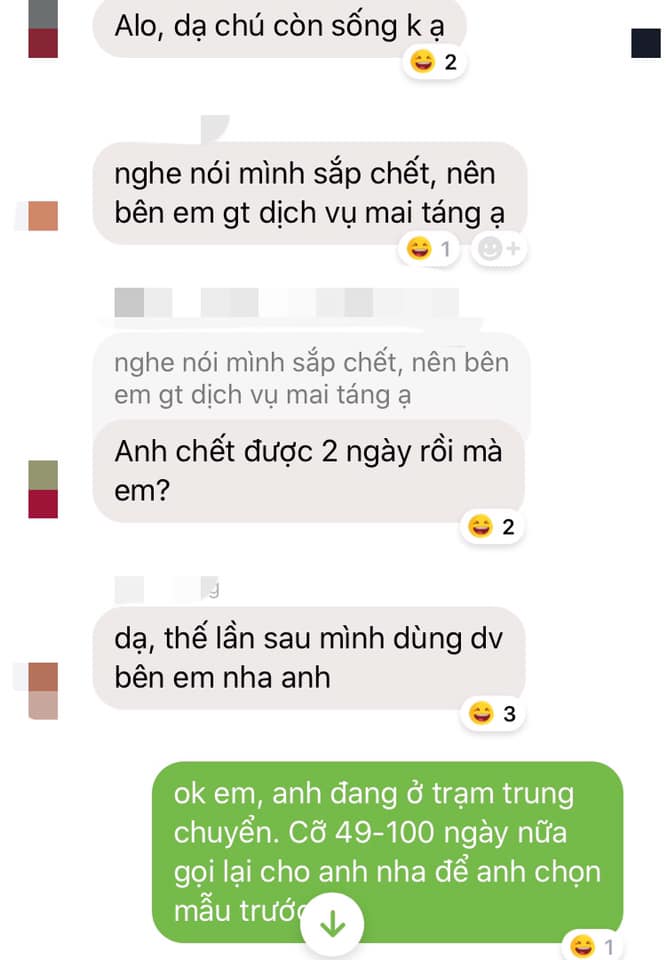 Alo, dạ chú còn sống k ạ
2
nghe nói mình sắp chết, nên
bên em gt dịch vụ mai táng ạ
1
nghe nói mình sắp chết, nên bên
em gt dịch vụ mai táng ạ
Anh chết được 2 ngày rồi mà
em?
2
g
dạ, thế lần sau mình dùng dv
bên em nha anh
3
ok em, anh đang ở trạm trung
chuyển. Cỡ 49-100 ngày nữa
gọi lại cho anh nha để anh chọn
mẫu
1